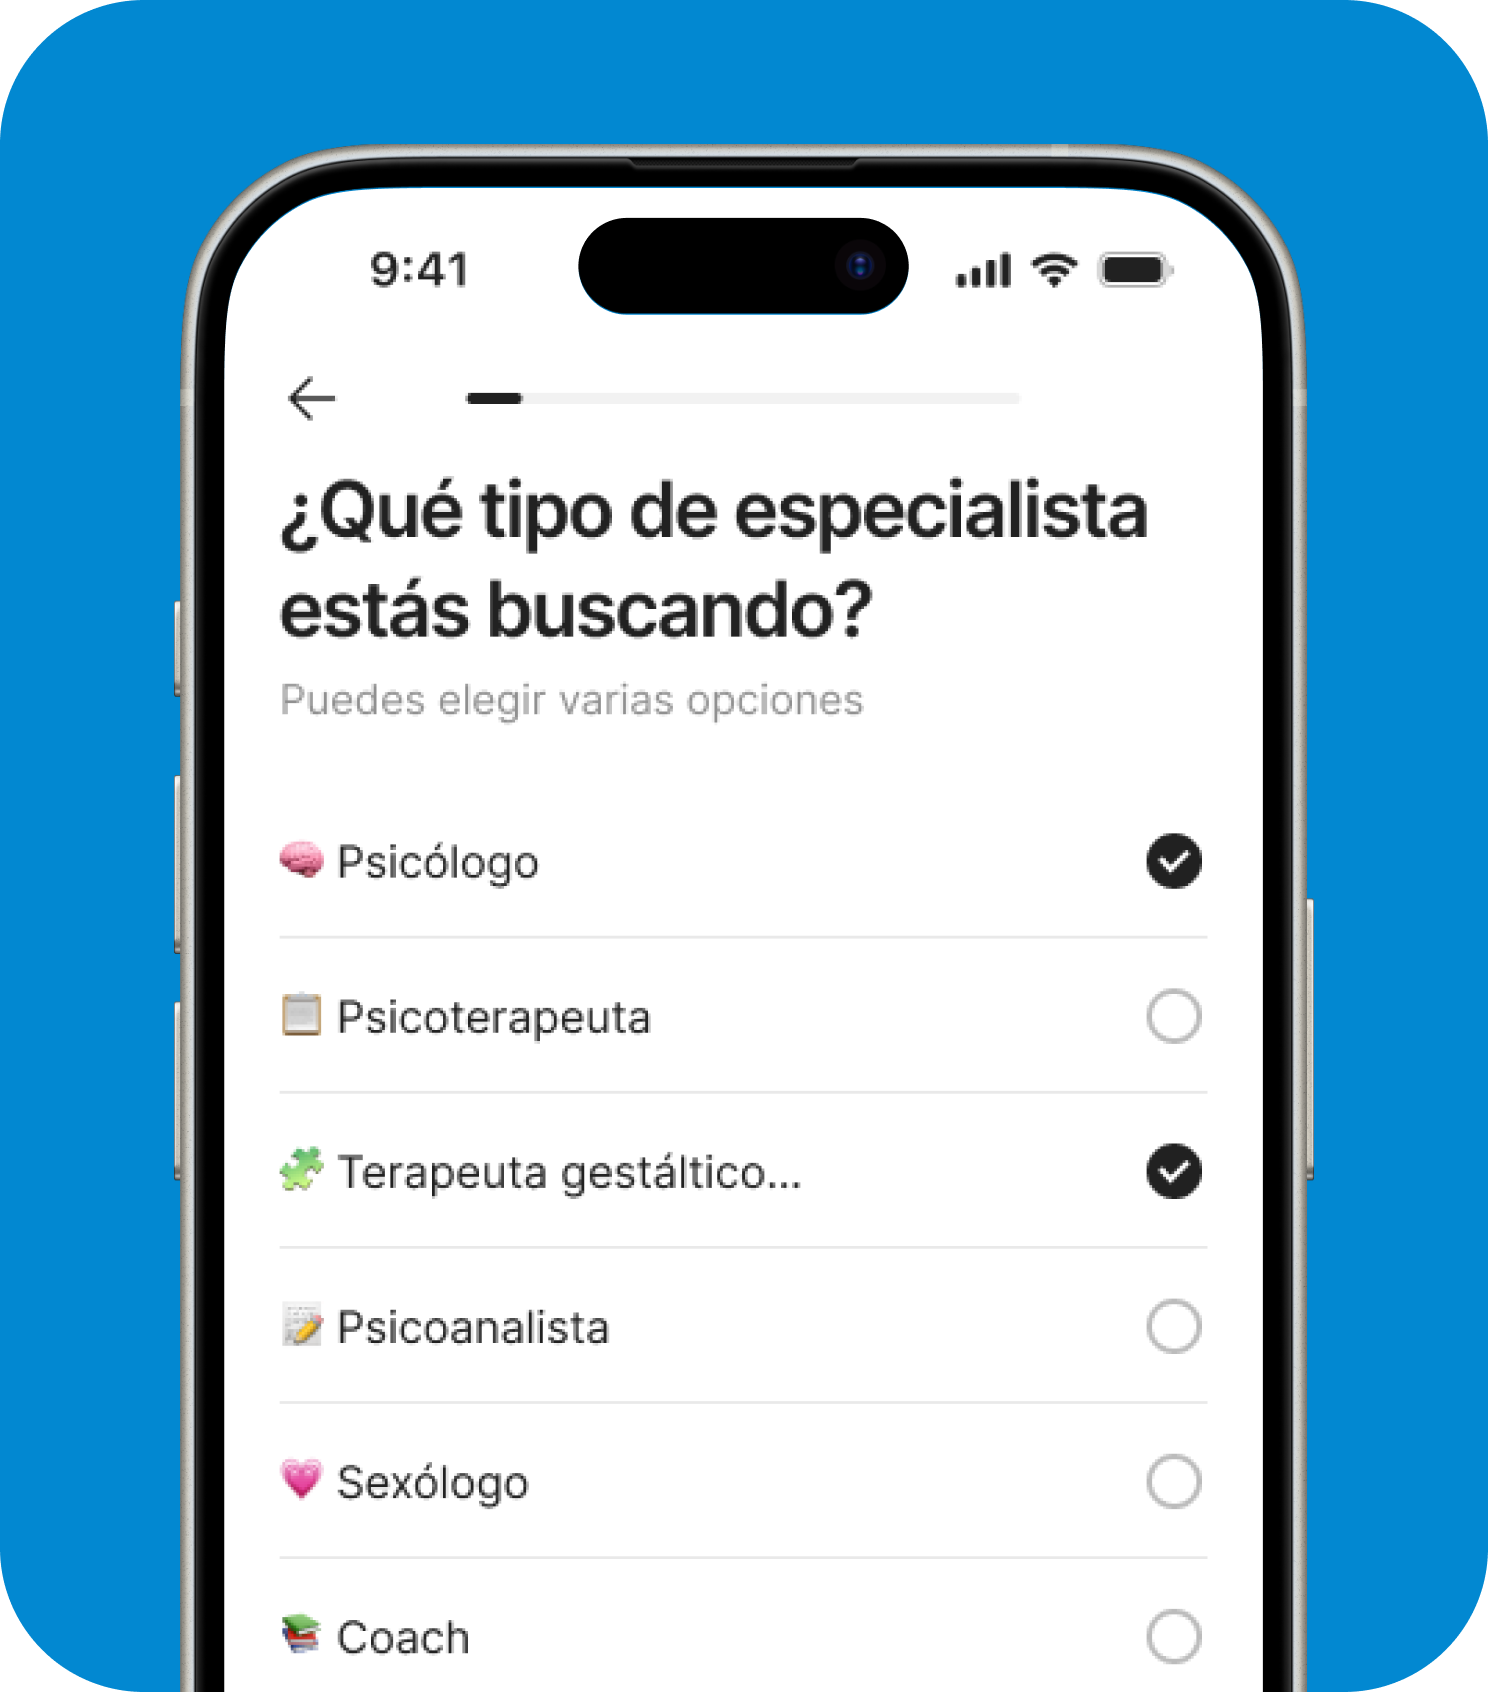 9:41
¿Qué tipo de especialista
estás buscando?
Puedes elegir varias opciones
Psicólogo
Psicoterapeuta
Terapeuta gestáltico...
Psicoanalista
Sexólogo
Coach